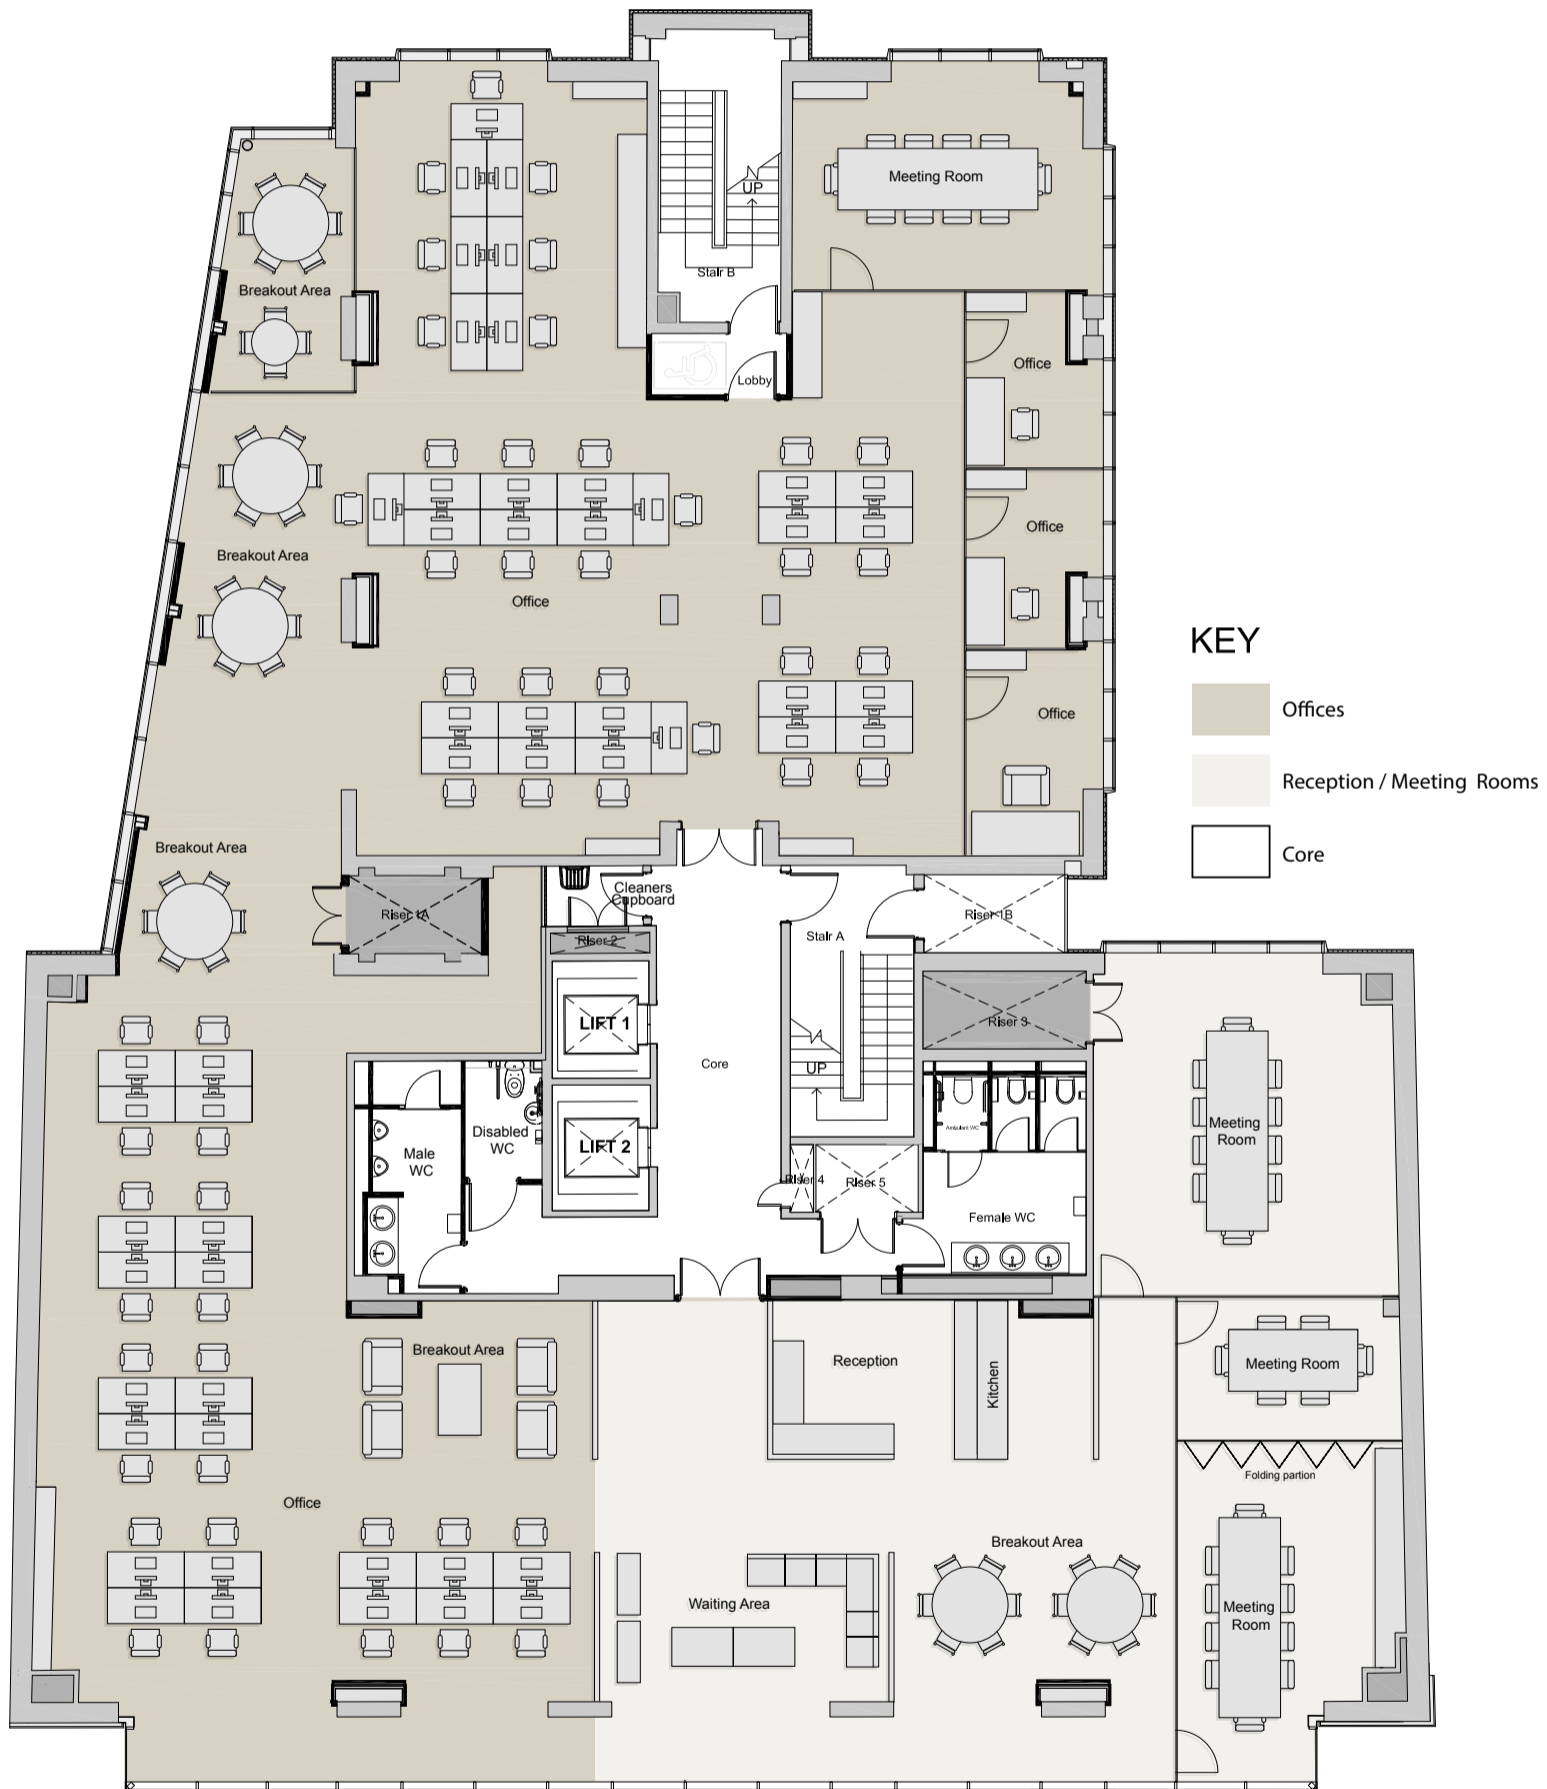 Meeting Room
UP
Stair B
Breakout Area
Office
Lobby
Office
Breakout Area
Office
KEY
Offices
Office
Reception / Meeting Rooms
Breakout Area
Core
Cleaners
Cupboard
Riser 1A
Riser 1B
Stair A
Riser 2
LIFT 1
Riser 3
Core
UP
Meeting
Room
Ambulant WC
Disabled
WC
LIFT 2
Male
WC
Riser 4
Riser 5
Female WC
Breakout Area
Reception
Kitchen
Meeting Room
Folding partion
Office
Breakout Area
Waiting Area
Meeting
Room